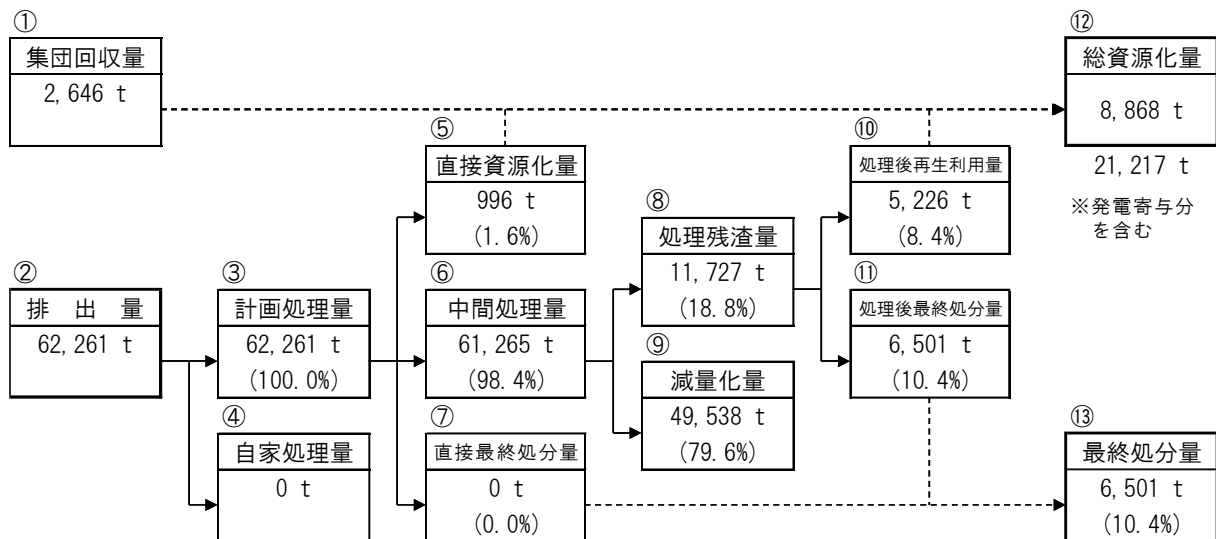 ①
集団回収量
2,646 t
⑫
総資源化量
8,868 t
21,217 t
※発電寄与分
を含む
⑤
直接資源化量
996 t
(1.6%)
⑩
処理後再生利用量
5,226 t
(8.4%)
⑧
処理残渣量
11,727 t
(18.8%)
②
排 出 量
62,261 t
③
計画処理量
62,261 t
(100.0%)
⑥
中間処理量
61,265 t
(98.4%)
⑪
処理後最終処分量
6,501 t
(10.4%)
⑨
減量化量
49,538 t
(79.6%)
④
自家処理量
0 t
⑦
直接最終処分量
0 t
(0.0%)
⑬
最終処分量
6,501 t
(10.4%)